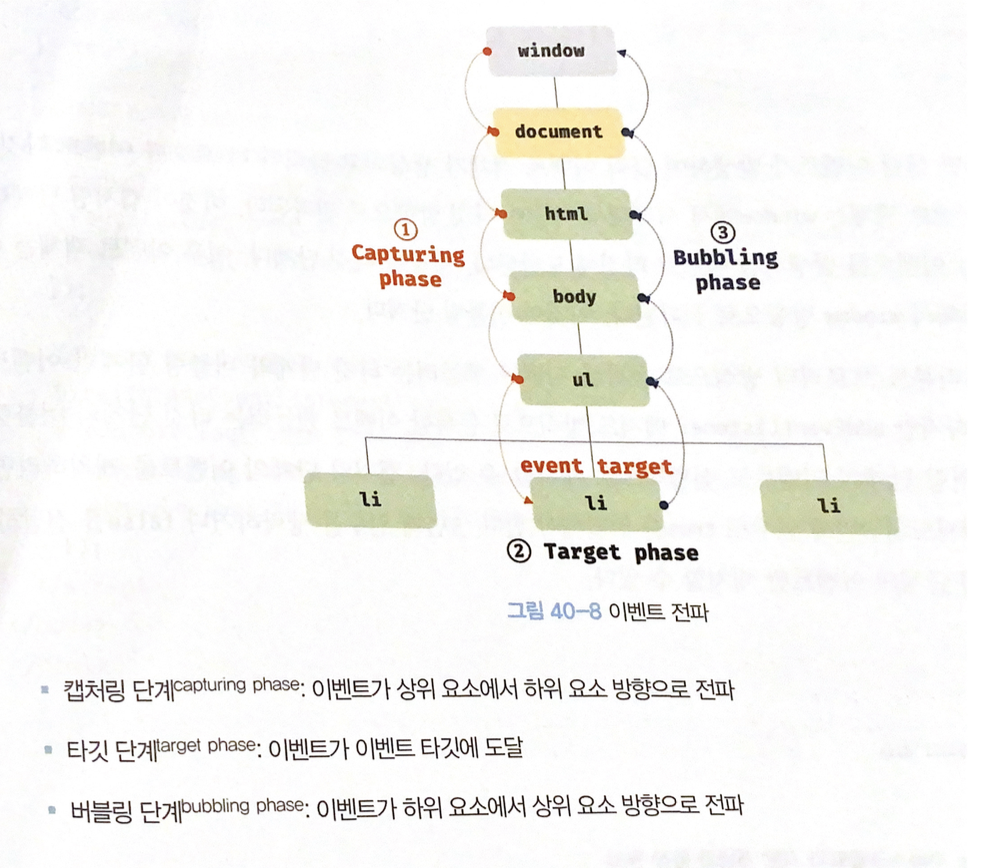 window
document
html
①
Capturing
phase
③
Bubbling
phase
body
ul
event target
li
li
li
② Target phase
그림 40-8 이벤트 전파
캡처링 단계capturing phase: 이벤트가 상위 요소에서 하위 요소 방향으로 전파
타깃 단계target phase: 이벤트가 이벤트 타깃에 도달
버블링 단계bubbling phase: 이벤트가 하위 요소에서 상위 요소 방향으로 전파